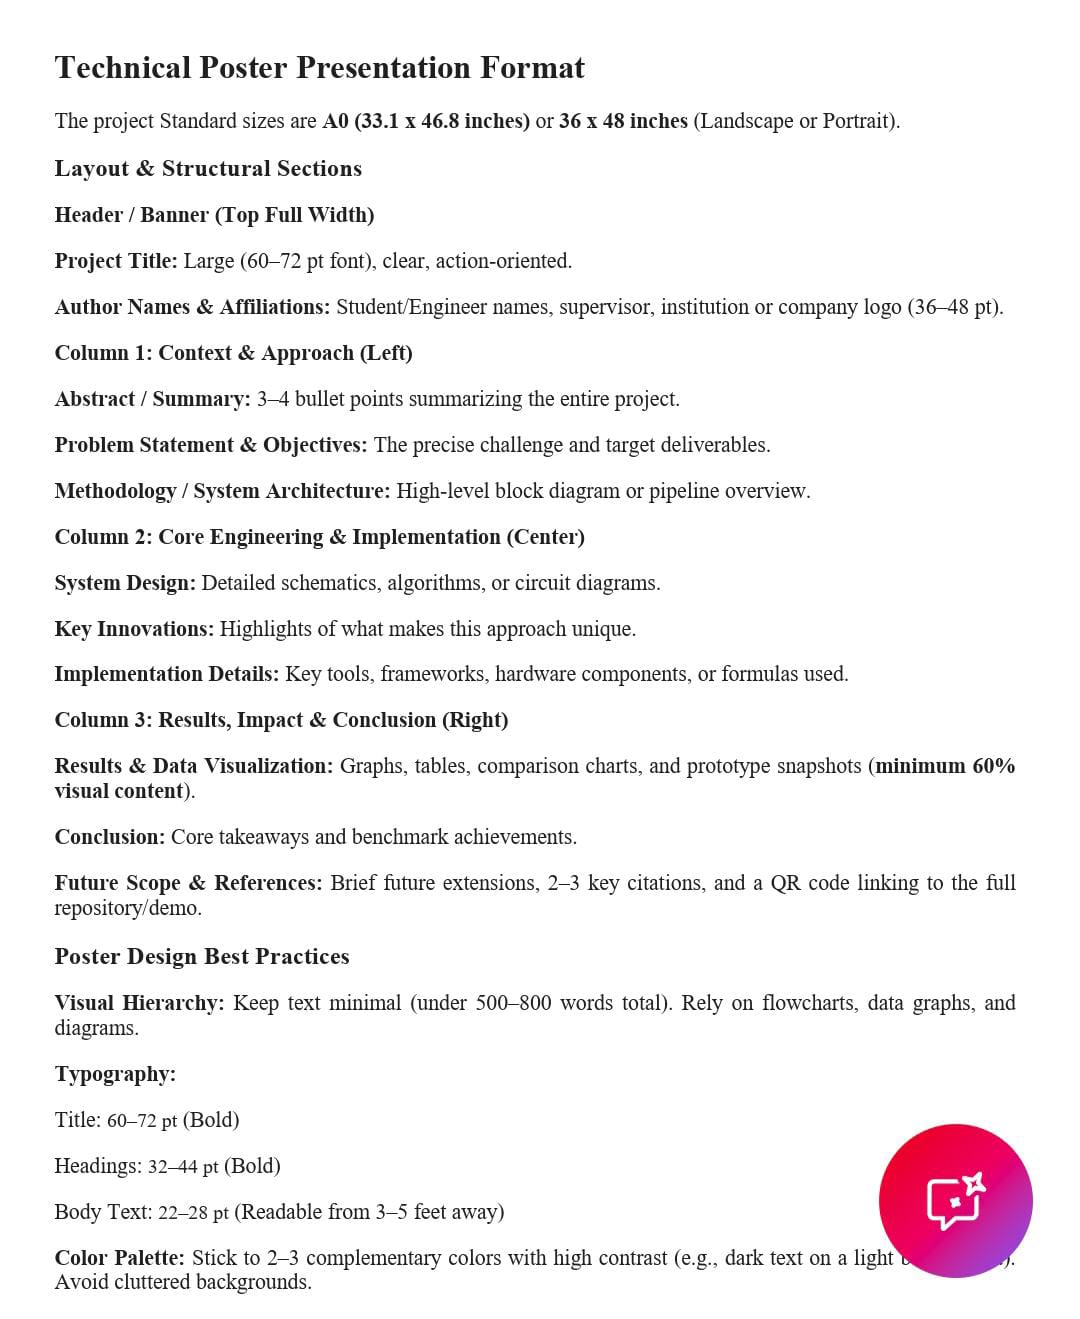 Technical Poster Presentation Format
The project Standard sizes are A0 (33.1 x 46.8 inches) or 36 x 48 inches (Landscape or Portrait).
Layout & Structural Sections
Header / Banner (Top Full Width)
Project Title: Large (60–72 pt font), clear, action-oriented.
Author Names & Affiliations: Student/Engineer names, supervisor, institution or company logo (36–48 pt).
Column 1: Context & Approach (Left)
Abstract / Summary: 3–4 bullet points summarizing the entire project.
Problem Statement & Objectives: The precise challenge and target deliverables.
Methodology / System Architecture: High-level block diagram or pipeline overview.
Column 2: Core Engineering & Implementation (Center)
System Design: Detailed schematics, algorithms, or circuit diagrams.
Key Innovations: Highlights of what makes this approach unique.
Implementation Details: Key tools, frameworks, hardware components, or formulas used.
Column 3: Results, Impact & Conclusion (Right)
Results & Data Visualization: Graphs, tables, comparison charts, and prototype snapshots (minimum 60%
visual content).
Conclusion: Core takeaways and benchmark achievements.
Future Scope & References: Brief future extensions, 2–3 key citations, and a QR code linking to the full
repository/demo.
Poster Design Best Practices
Visual Hierarchy: Keep text minimal (under 500–800 words total). Rely on flowcharts, data graphs, and
diagrams.
Typography:
Title: 60–72 pt (Bold)
Headings: 32–44 pt (Bold)
Body Text: 22–28 pt (Readable from 3–5 feet away)
Color Palette: Stick to 2–3 complementary colors with high contrast (e.g., dark text on a light ).
Avoid cluttered backgrounds.